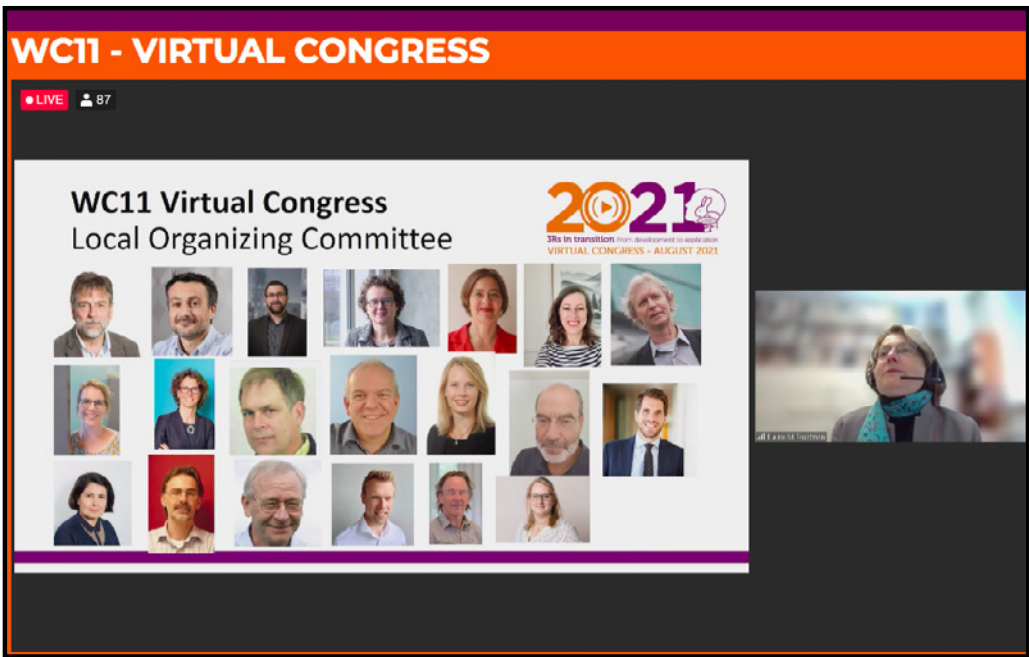 WC11 - VIRTUAL CONGRESS
LIVE 87
WC11 Virtual Congress
Local Organizing Committee
2021
3Rs in transition From development to application
VIRTUAL CONGRESS - AUGUST 2021